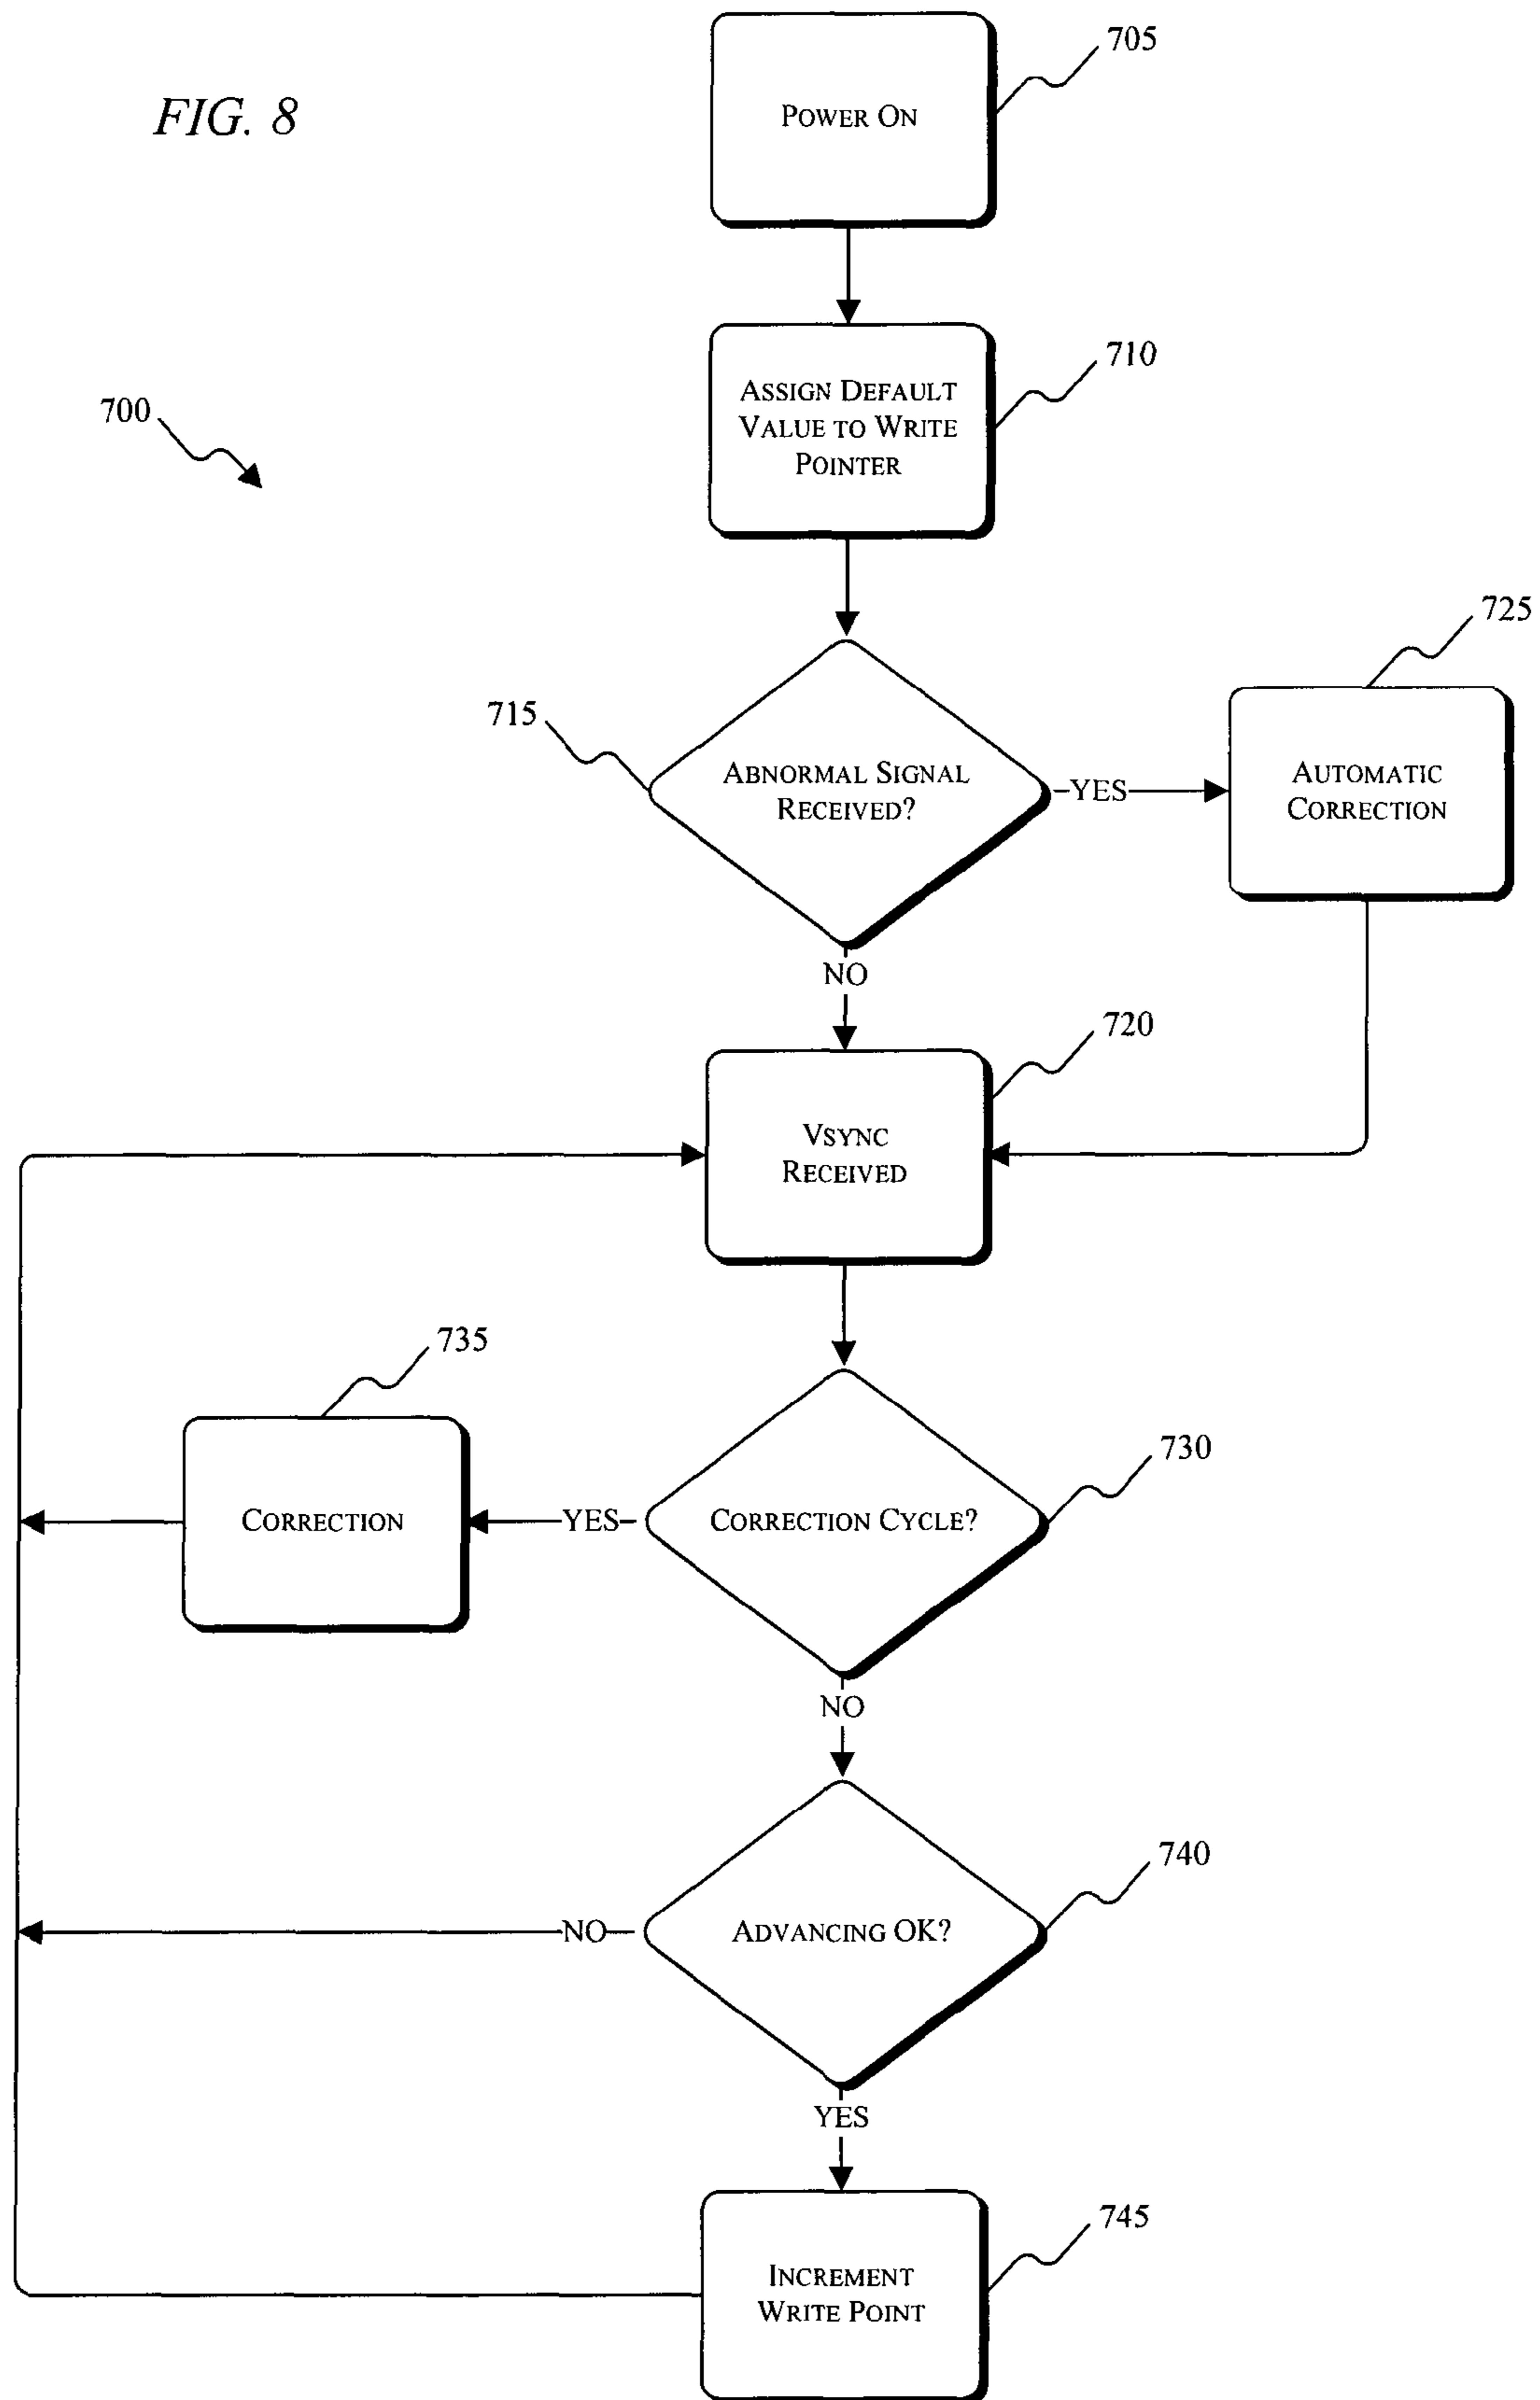 FIG. 8
705
POWER ON
710
ASSIGN DEFAULT
VALUE TO WRITE
POINTER
700
725
715
ABNORMAL SIGNAL
RECEIVED?
YES
AUTOMATIC
CORRECTION
NO
720
VSYNC
RECEIVED
735
730
CORRECTION
YES
CORRECTION CYCLE?
NO
740
NO
ADVANCING OK?
YES
745
INCREMENT
WRITE POINT